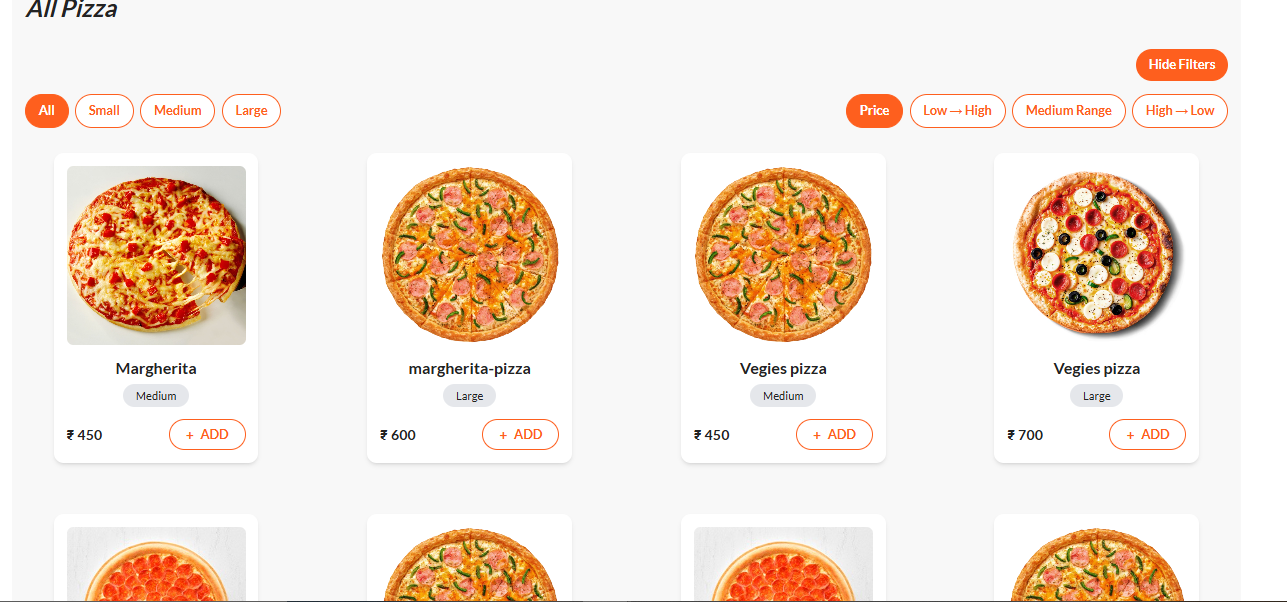 All Pizza
Hide Filters
All Small Medium Large Price Low → High Medium Range High → Low
Margherita margherita-pizza Vegies pizza Vegies pizza
Medium Large Medium Large
₹ 450 + ADD ₹ 600 + ADD ₹ 450 + ADD ₹ 700 + ADD